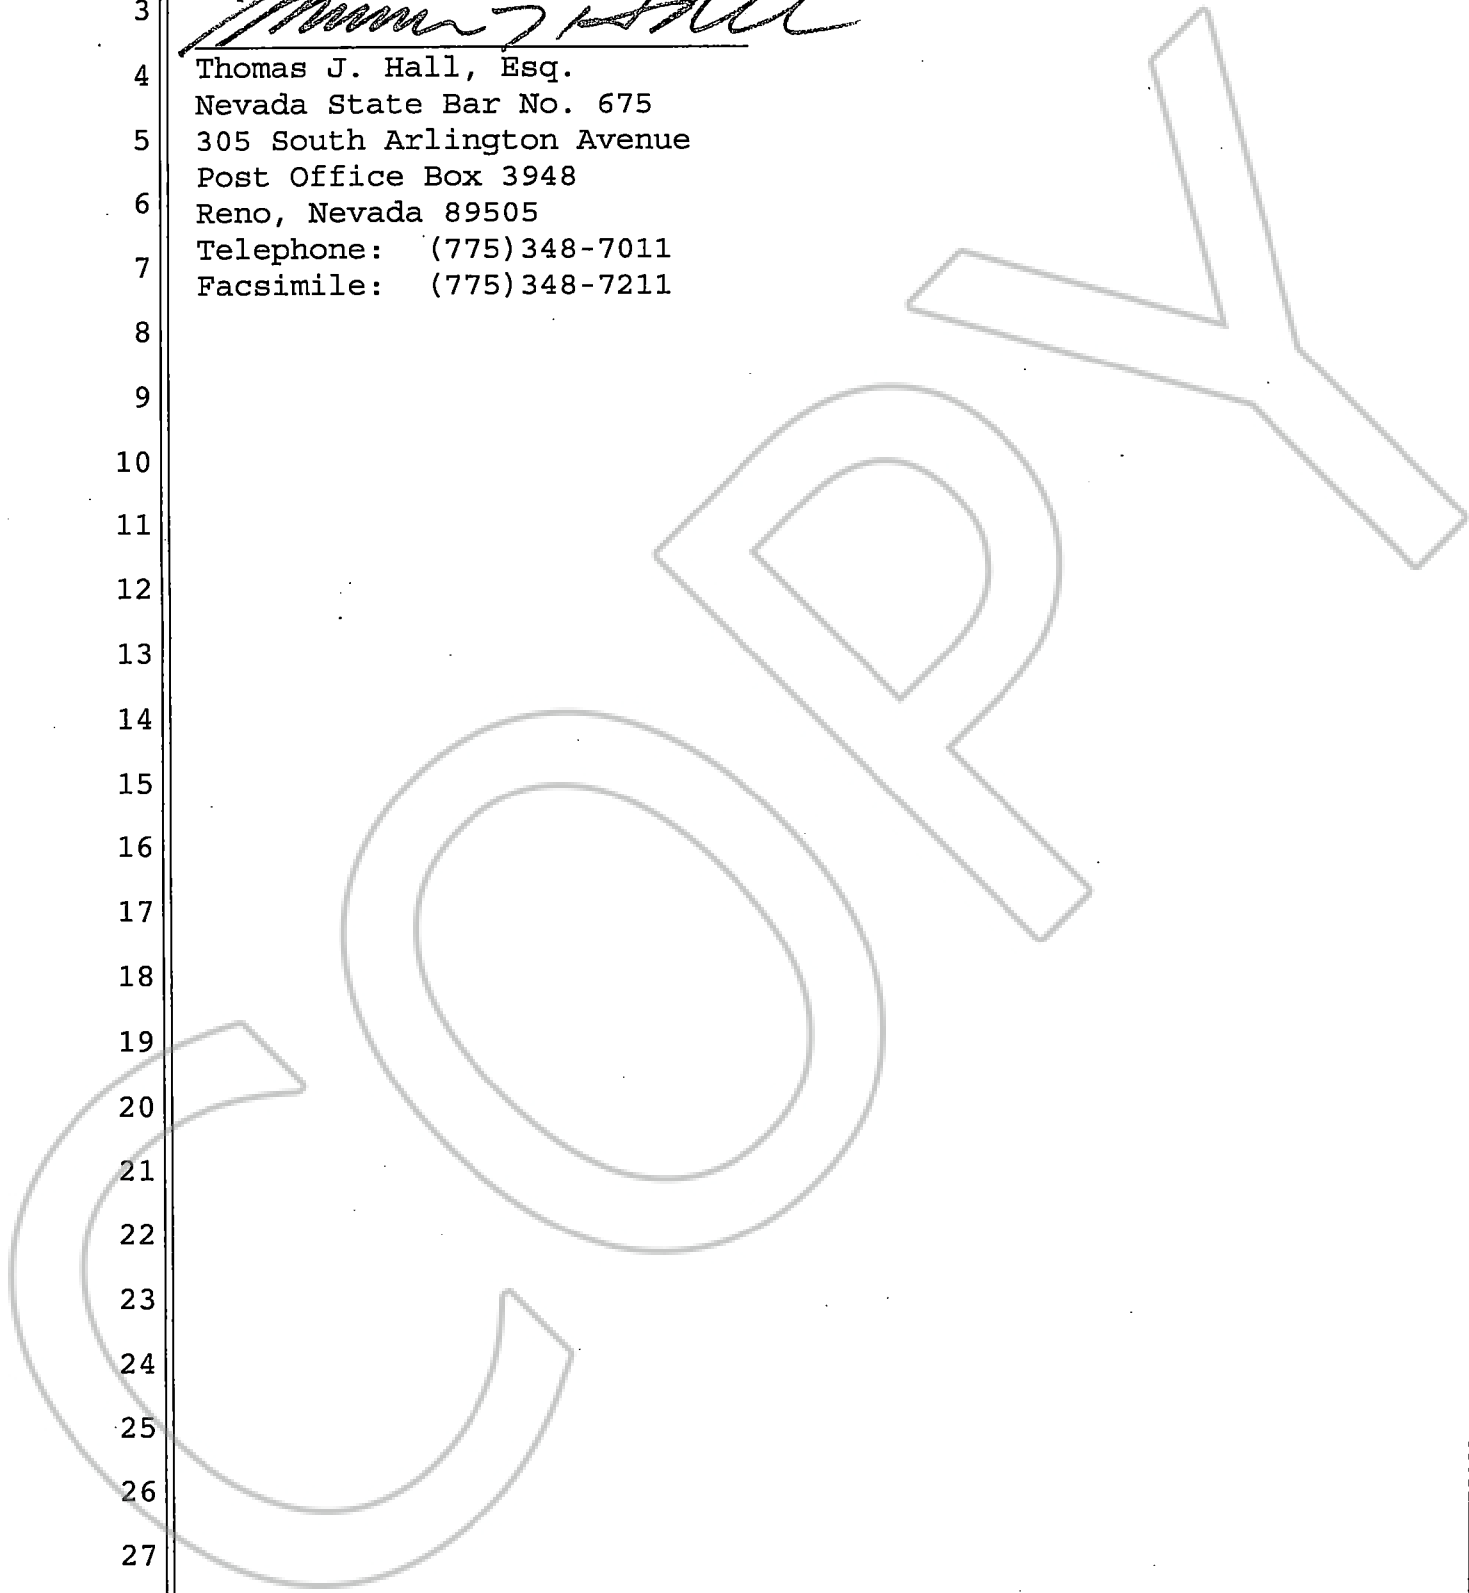 3
4 Thomas J. Hall, Esq.
Nevada State Bar No. 675
5 305 South Arlington Avenue
Post Office Box 3948
6 Reno, Nevada 89505
Telephone: (775)348-7011
7
Facsimile: (775)348-7211
8
9
10
11
12
13
14
15
16
17
18
19
20
21
22
23
24
25
26
27
COPY